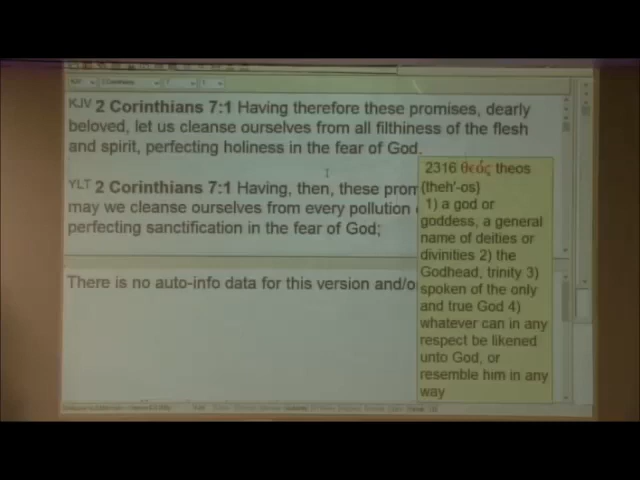 KJV 2 Corinthians 7:1 Having therefore these promises, dearly
beloved, let us cleanse ourselves from all filthiness of the flesh
and spirit, perfecting holiness in the fear of God.
YLT 2 Corinthians 7:1 Having, then, these prom
may we cleanse ourselves from every pollution
perfecting sanctification in the fear of God;
There is no auto-info data for this version and/o
2316 θεός theos
(theh'-os)
1) a god or
goddess, a general
name of deities or
divinities 2) the
Godhead, trinity 3)
spoken of the only
and true God 4)
whatever can in any
respect be likened
unto God, or
resemble him in any
way